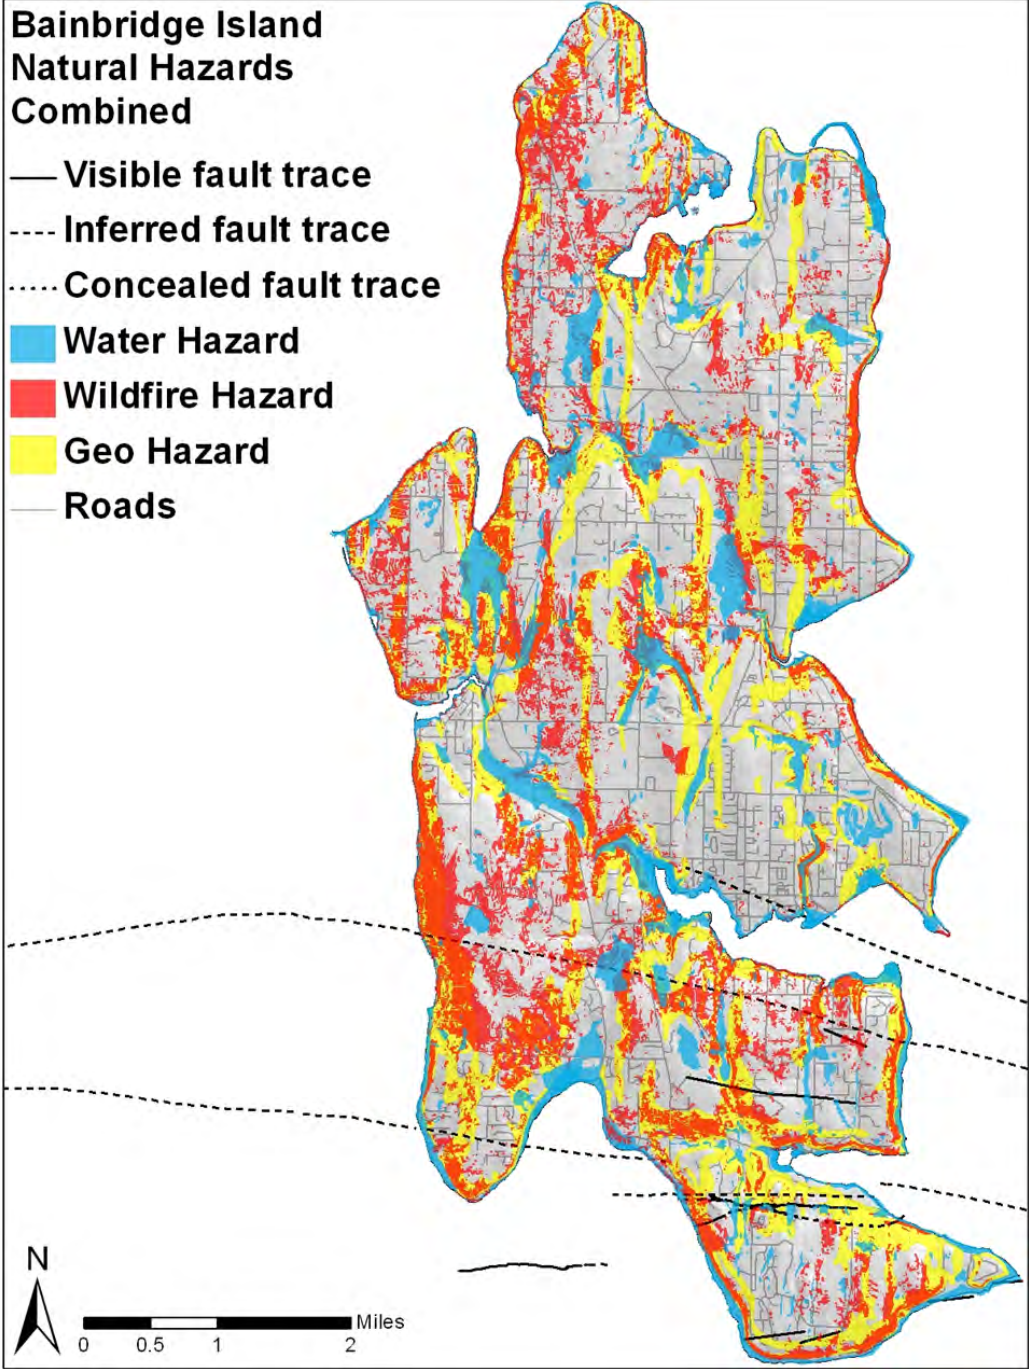 Bainbridge Island
Natural Hazards
Combined
Visible fault trace
Inferred fault trace
Concealed fault trace
Water Hazard
Wildfire Hazard
Geo Hazard
Roads
N
Miles
0 0.5 1 2